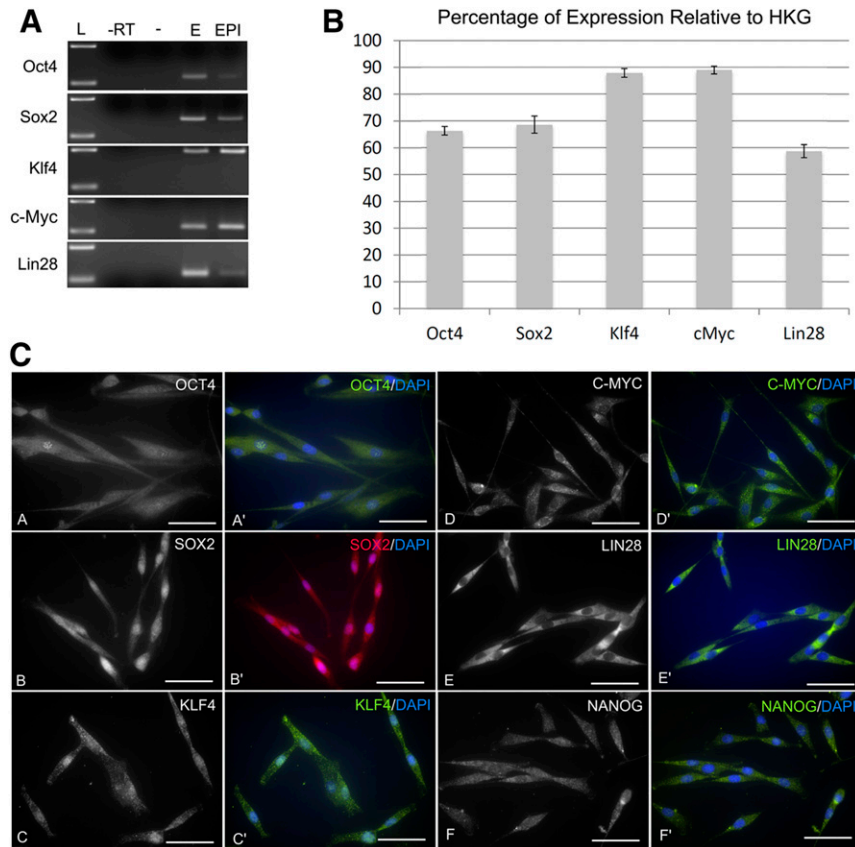 A
L -RT - E EPI
Oct4
Sox2
Klf4
c-Myc
Lin28
B
Percentage of Expression Relative to HKG
100
90
80
70
60
50
40
30
20
10
0
Oct4 Sox2 Klf4 cMyc Lin28
C
OCT4
A
OCT4/DAPI
A'
C-MYC
D
C-MYC/DAPI
D'
SOX2
B
SOX2/DAPI
B'
LIN28
E
LIN28/DAPI
E'
KLF4
C
KLF4/DAPI
C'
NANOG
F
NANOG/DAPI
F'